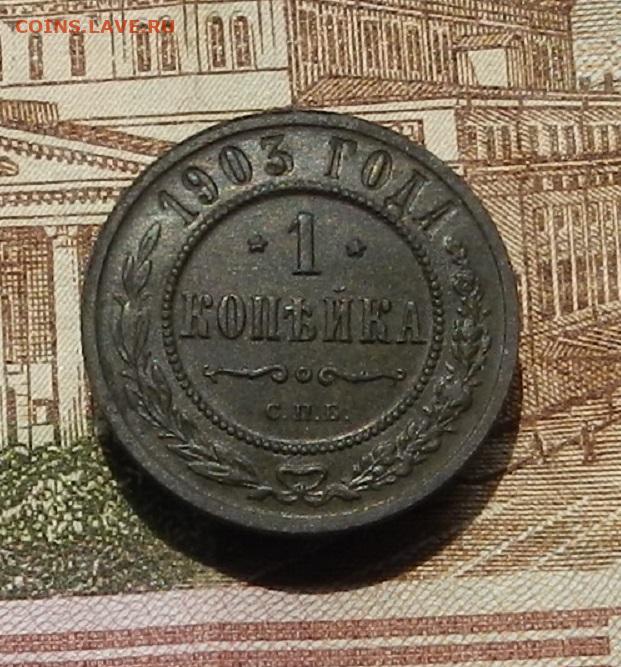 COINS.LAVE.RU
1903 ГОДА
* 1 *
КОПѢЙКА
С.П.Б.